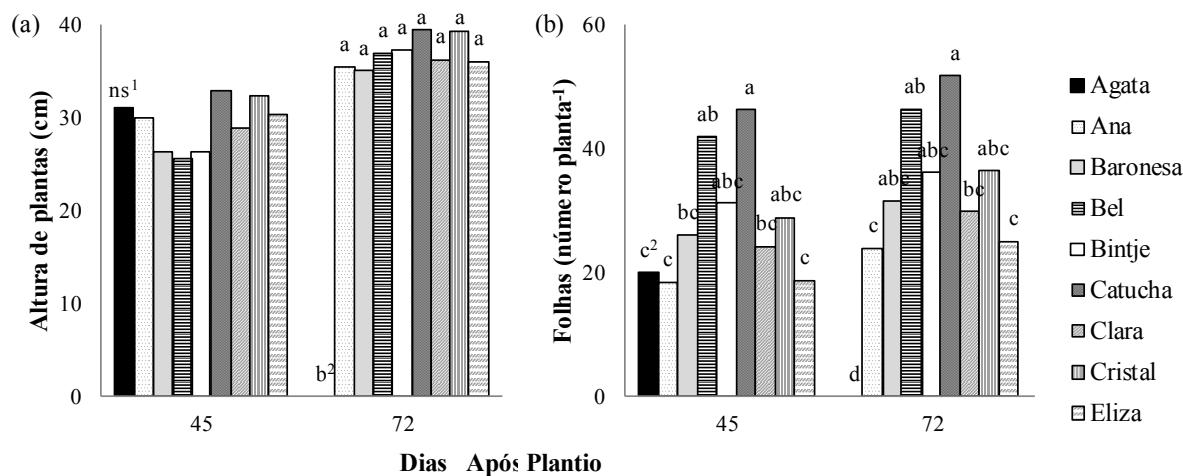 (a)
Altura de plantas (cm)
40
30
20
10
0
ns¹
b²
a a a a a a a a
45 72
(b)
Folhas (número planta⁻¹)
60
40
20
0
c² c bc ab abc a bc abc c
d c abc ab abc a bc abc c
45 72
Dias Após Plantio
Agata
Ana
Baronesa
Bel
Bintje
Catucha
Clara
Cristal
Eliza